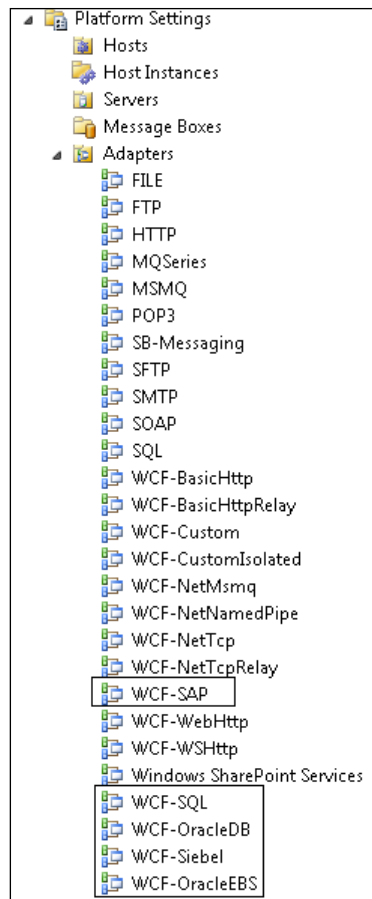 Platform Settings
Hosts
Host Instances
Servers
Message Boxes
Adapters
FILE
FTP
HTTP
MQSeries
MSMQ
POP3
SB-Messaging
SFTP
SMTP
SOAP
SQL
WCF-BasicHttp
WCF-BasicHttpRelay
WCF-Custom
WCF-CustomIsolated
WCF-NetMsmq
WCF-NetNamedPipe
WCF-NetTcp
WCF-NetTcpRelay
WCF-SAP
WCF-WebHttp
WCF-WSHttp
Windows SharePoint Services
WCF-SQL
WCF-OracleDB
WCF-Siebel
WCF-OracleEBS